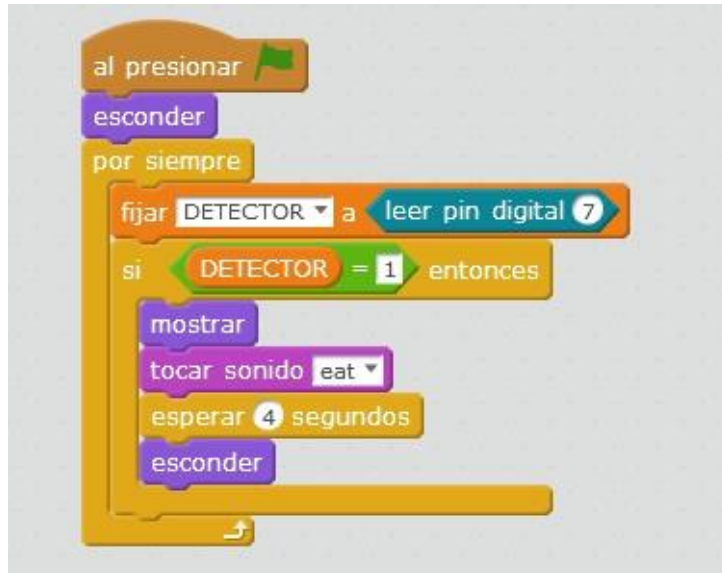 al presionar
esconder
por siempre
fijar DETECTOR a leer pin digital 7
si DETECTOR = 1 entonces
mostrar
tocar sonido eat
esperar 4 segundos
esconder